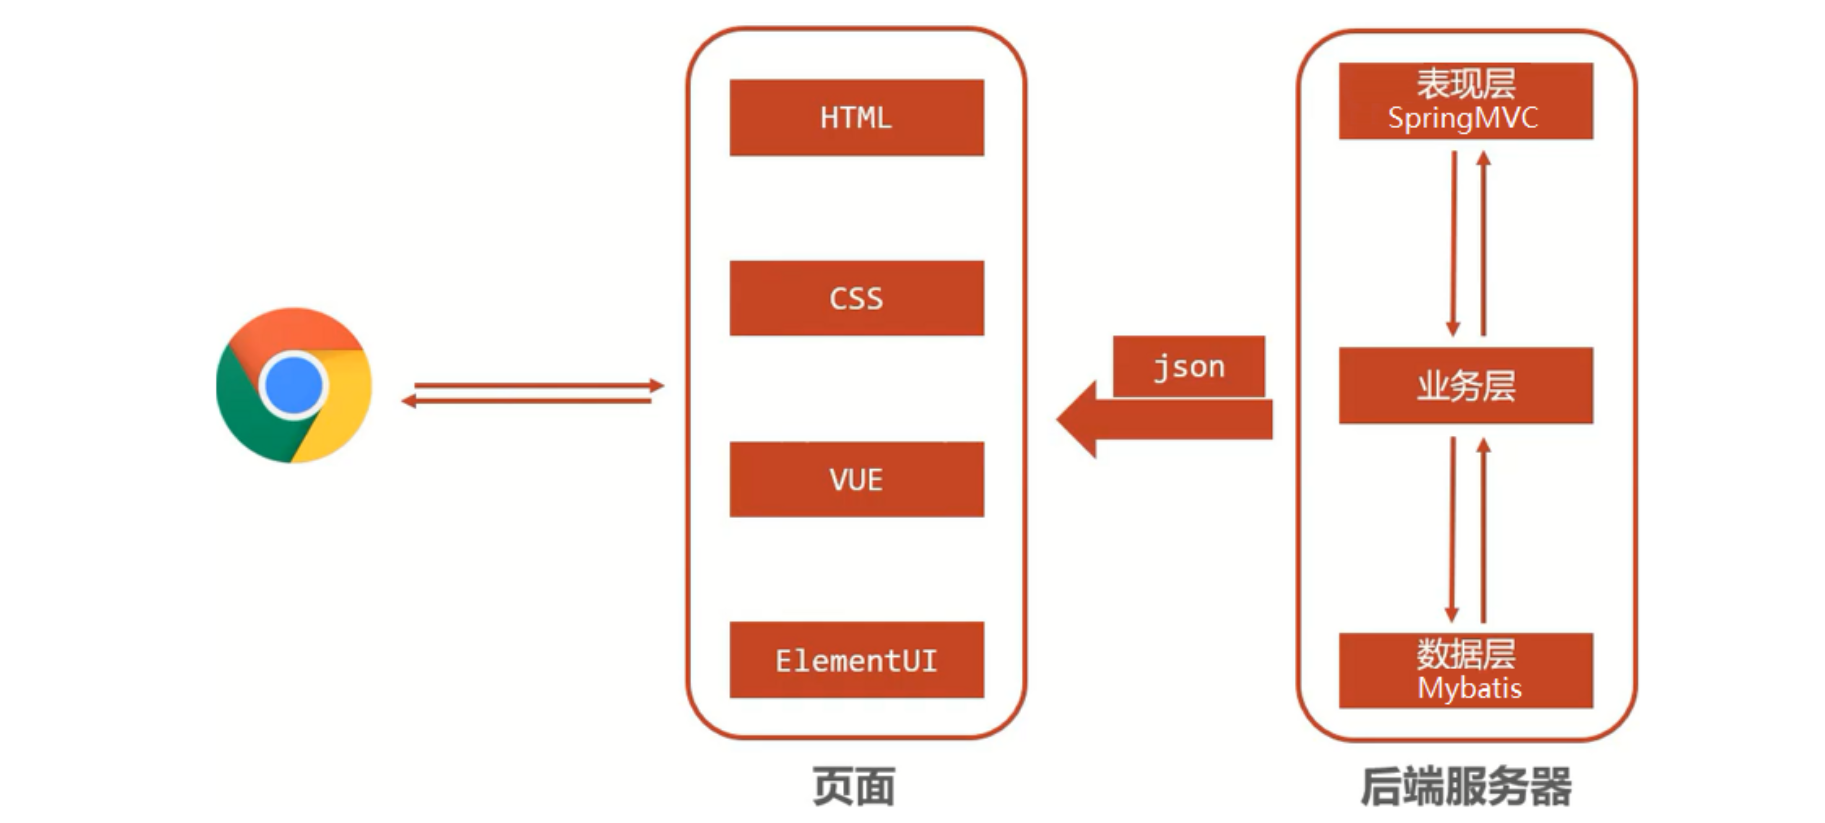 HTML
CSS
VUE
ElementUI
页面
json
表现层
SpringMVC
业务层
数据层
Mybatis
后端服务器